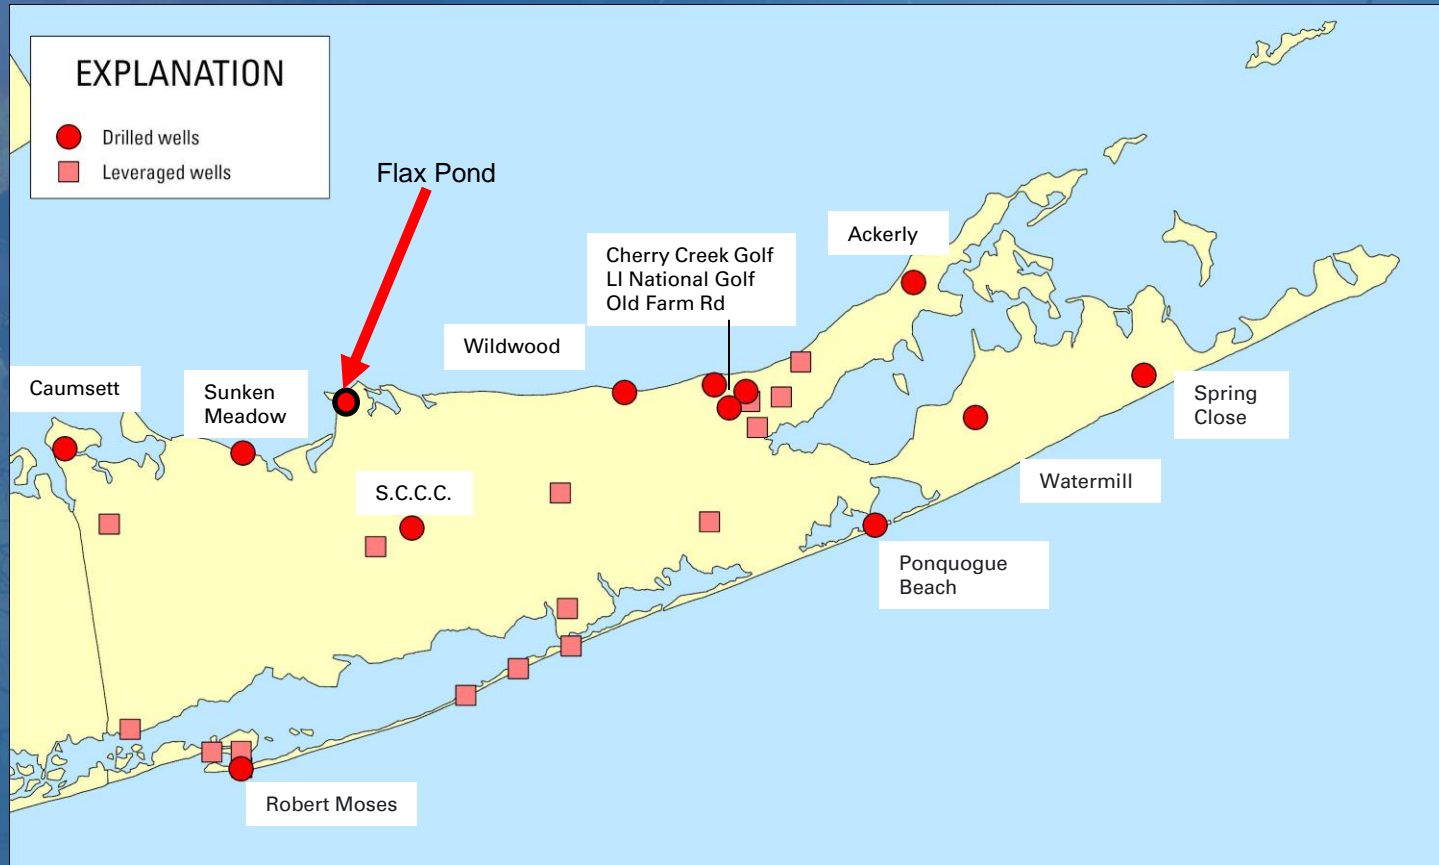 EXPLANATION
Drilled wells
Leveraged wells
Flax Pond
Ackerly
Cherry Creek Golf
LI National Golf
Old Farm Rd
Wildwood
Caumsett
Sunken
Meadow
Spring
Close
S.C.C.C.
Watermill
Ponquogue
Beach
Robert Moses